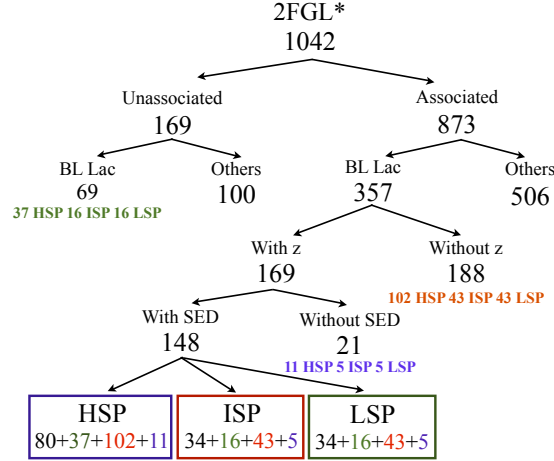 2FGL*
1042
Unassociated
169
Associated
873
BL Lac
69
37 HSP 16 ISP 16 LSP
Others
100
BL Lac
357
Others
506
With z
169
Without z
188
102 HSP 43 ISP 43 LSP
With SED
148
Without SED
21
11 HSP 5 ISP 5 LSP
HSP
80+37+102+11
ISP
34+16+43+5
LSP
34+16+43+5